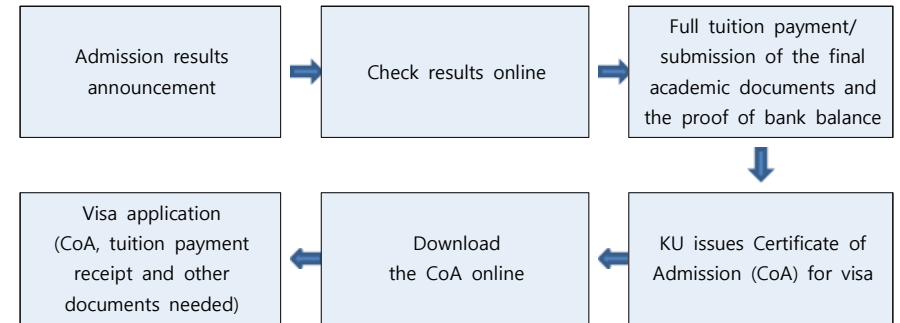 Admission results
announcement
Check results online
Full tuition payment/
submission of the final
academic documents and
the proof of bank balance
KU issues Certificate of
Admission (CoA) for visa
Download
the CoA online
Visa application
(CoA, tuition payment
receipt and other
documents needed)